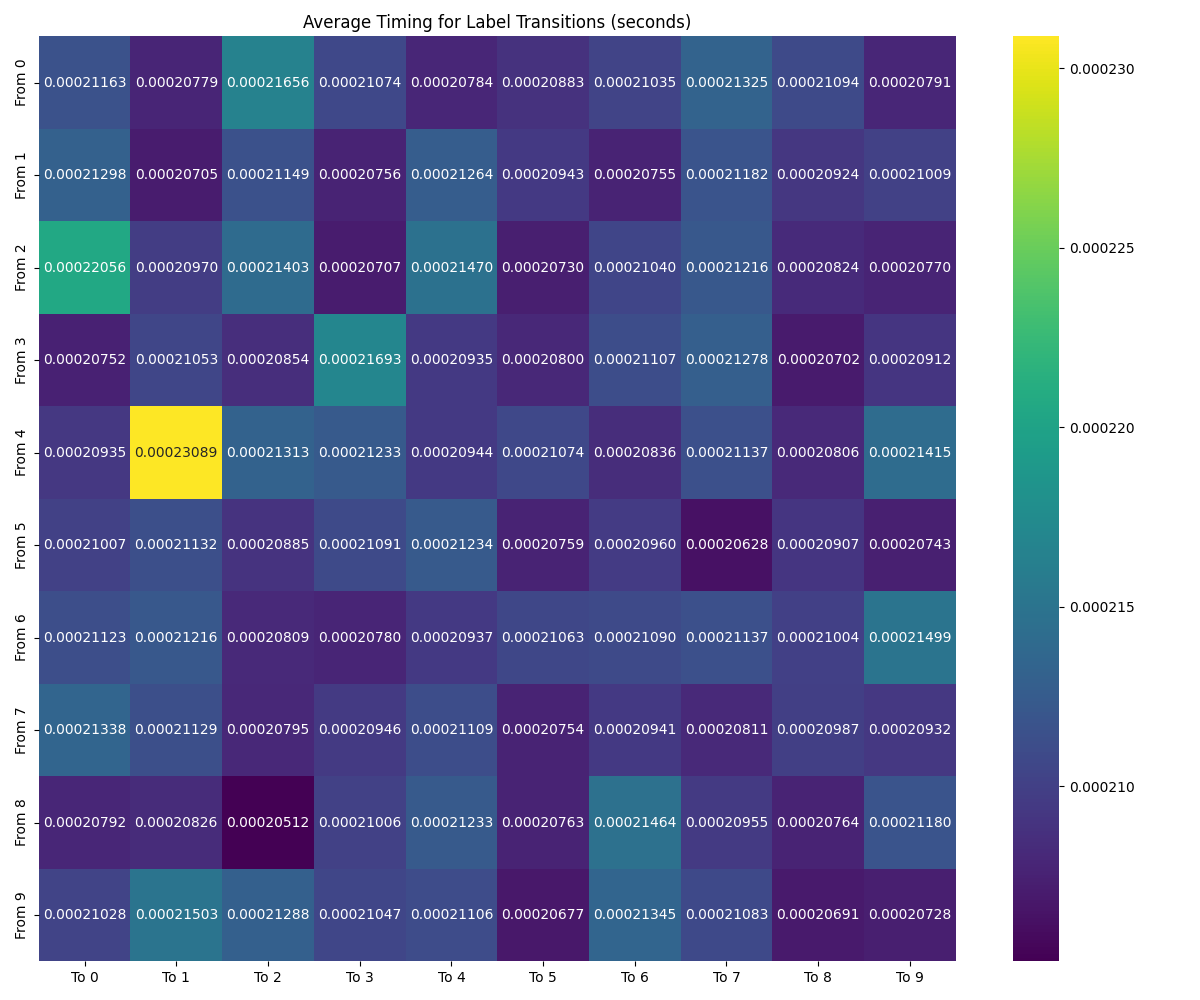 Average Timing for Label Transitions (seconds)
From 0 0.00021163 0.00020779 0.00021656 0.00021074 0.00020784 0.00020883 0.00021035 0.00021325 0.00021094 0.00020791
From 1 0.00021298 0.00020705 0.00021149 0.00020756 0.00021264 0.00020943 0.00020755 0.00021182 0.00020924 0.00021009
From 2 0.00022056 0.00020970 0.00021403 0.00020707 0.00021470 0.00020730 0.00021040 0.00021216 0.00020824 0.00020770
From 3 0.00020752 0.00021053 0.00020854 0.00021693 0.00020935 0.00020800 0.00021107 0.00021278 0.00020702 0.00020912
From 4 0.00020935 0.00023089 0.00021313 0.00021233 0.00020944 0.00021074 0.00020836 0.00021137 0.00020806 0.00021415
From 5 0.00021007 0.00021132 0.00020885 0.00021091 0.00021234 0.00020759 0.00020960 0.00020628 0.00020907 0.00020743
From 6 0.00021123 0.00021216 0.00020809 0.00020780 0.00020937 0.00021063 0.00021090 0.00021137 0.00021004 0.00021499
From 7 0.00021338 0.00021129 0.00020795 0.00020946 0.00021109 0.00020754 0.00020941 0.00020811 0.00020987 0.00020932
From 8 0.00020792 0.00020826 0.00020512 0.00021006 0.00021233 0.00020763 0.00021464 0.00020955 0.00020764 0.00021180
From 9 0.00021028 0.00021503 0.00021288 0.00021047 0.00021106 0.00020677 0.00021345 0.00021083 0.00020691 0.00020728
To 0 To 1 To 2 To 3 To 4 To 5 To 6 To 7 To 8 To 9
0.000230
0.000225
0.000220
0.000215
0.000210